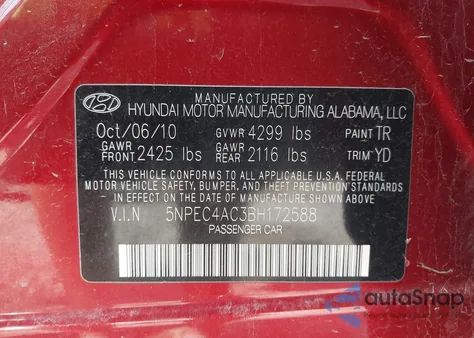 MANUFACTURED BY
HYUNDAI MOTOR MANUFACTURING ALABAMA, LLC
Oct/06/10 GVWR 4299 lbs PAINT TR
GAWR FRONT 2425 lbs GAWR REAR 2116 lbs TRIM YD
THIS VEHICLE CONFORMS TO ALL APPLICABLE U.S.A. FEDERAL
MOTOR VEHICLE SAFETY, BUMPER, AND THEFT PREVENTION STANDARDS
IN EFFECT ON THE DATE OF MANUFACTURE SHOWN ABOVE
V.I.N 5NPEC4AC3BH172588
PASSENGER CAR
autoSnap